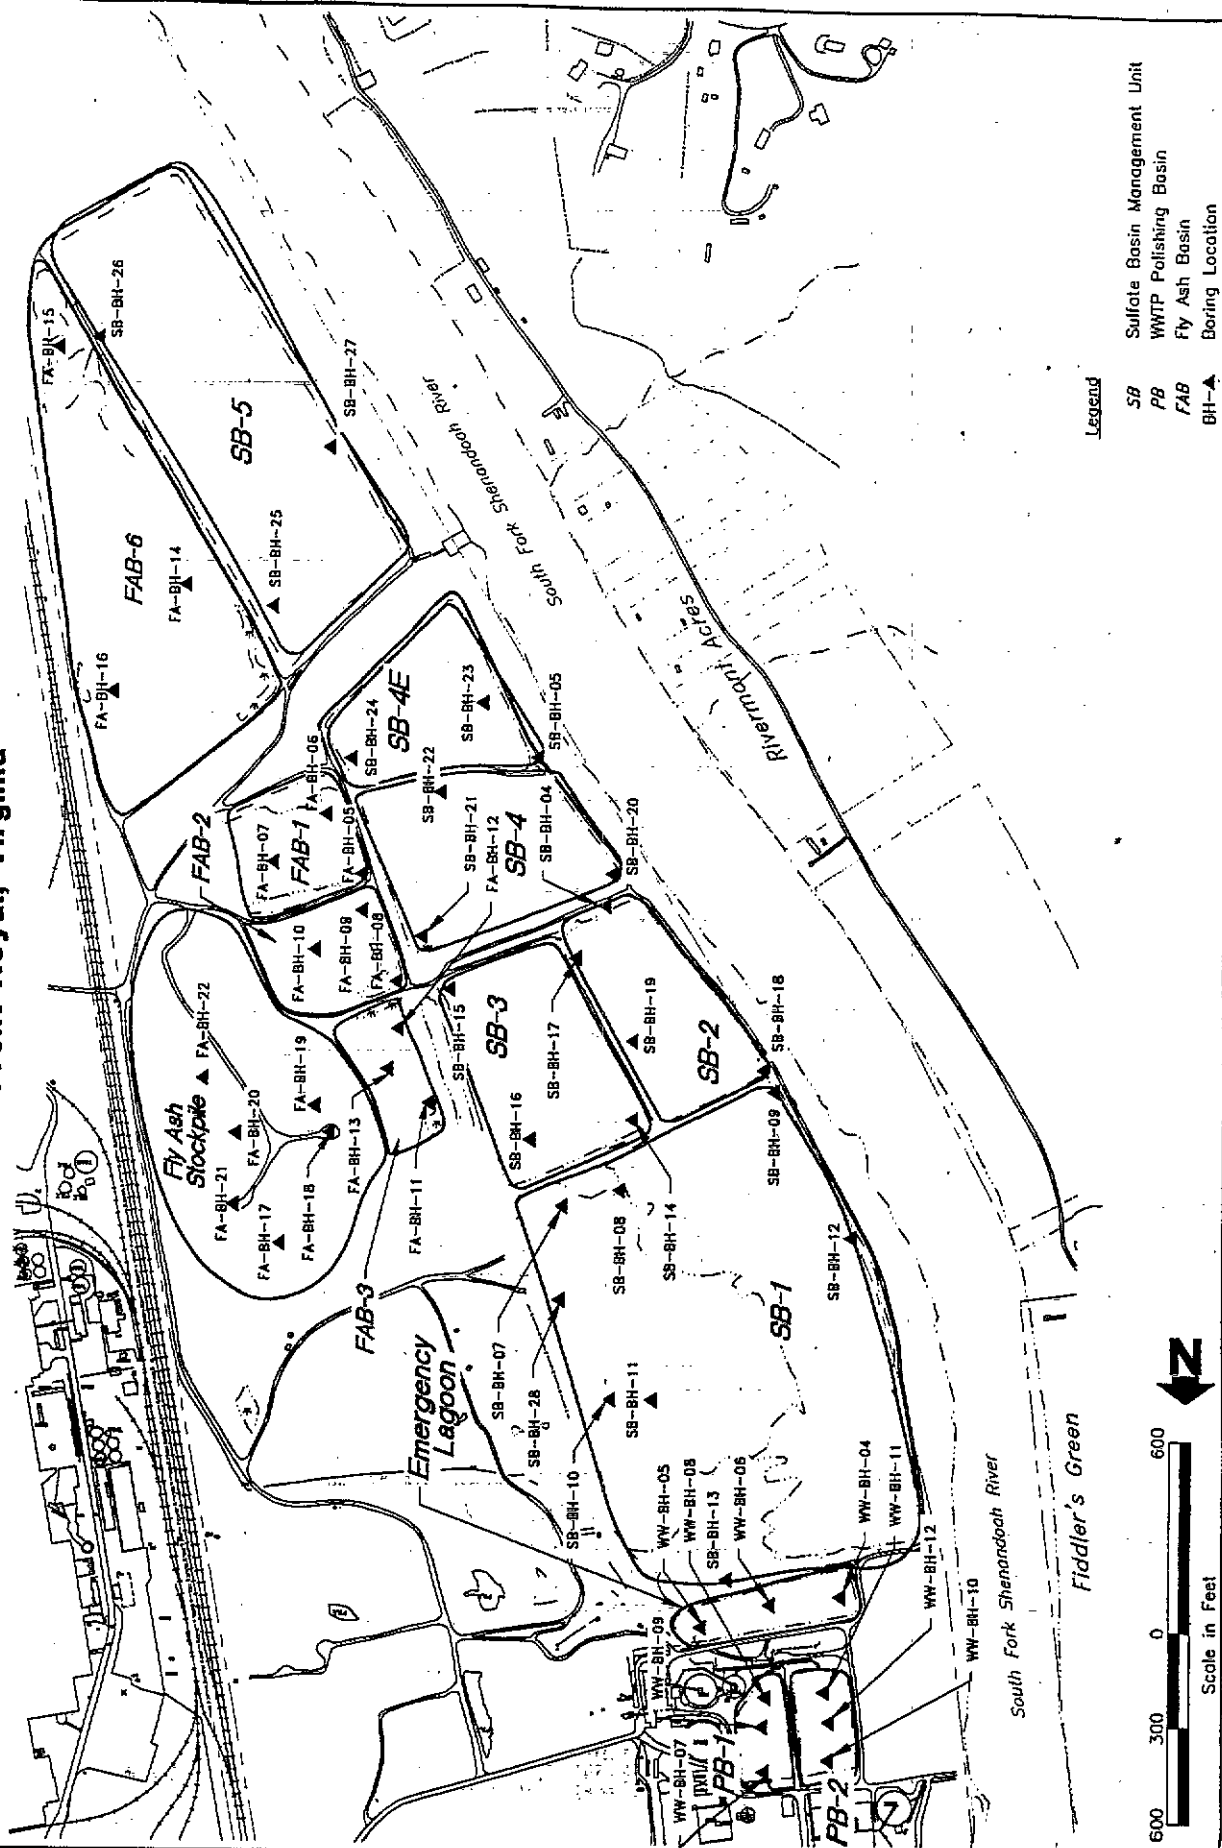 Front Royal, Virginia
FA-BH-15
SB-BH-26
SB-BH-27
SB-5
SB-BH-25
FAB-6
FA-BH-14
FA-BH-16
South Fork Shenandoah River
Rivermont Acres
FAB-2
FA-BH-07
FAB-1
FA-BH-06
FA-BH-05
SB-BH-24
SB-4E
SB-BH-23
SB-BH-05
SB-BH-22
SB-BH-21
FA-BH-12
SB-4
SB-BH-04
SB-BH-20
FA-BH-10
FA-BH-09
FA-BH-08
Fly Ash
Stockpile
FA-BH-22
FA-BH-19
FA-BH-20
FA-BH-21
FA-BH-17
FA-BH-18
FA-BH-13
FA-BH-11
FAB-3
SB-BH-15
SB-3
SB-BH-16
SB-BH-17
SB-BH-19
SB-2
SB-BH-18
SB-BH-09
SB-BH-08
SB-BH-14
SB-BH-12
SB-1
SB-BH-07
SB-BH-28
SB-BH-11
SB-BH-10
Emergency
Lagoon
WW-BH-05
WW-BH-08
SB-BH-13
WW-BH-06
WW-BH-04
WW-BH-11
WW-BH-12
WW-BH-10
WW-BH-09
WW-BH-07
PB-1
PB-2
South Fork Shenandoah River
Fiddler's Green
Legend
SB Sulfate Basin Management Unit
PB WWTP Polishing Basin
FAB Fly Ash Basin
BH-▲ Boring Location
N
600 300 0 600
Scale in Feet